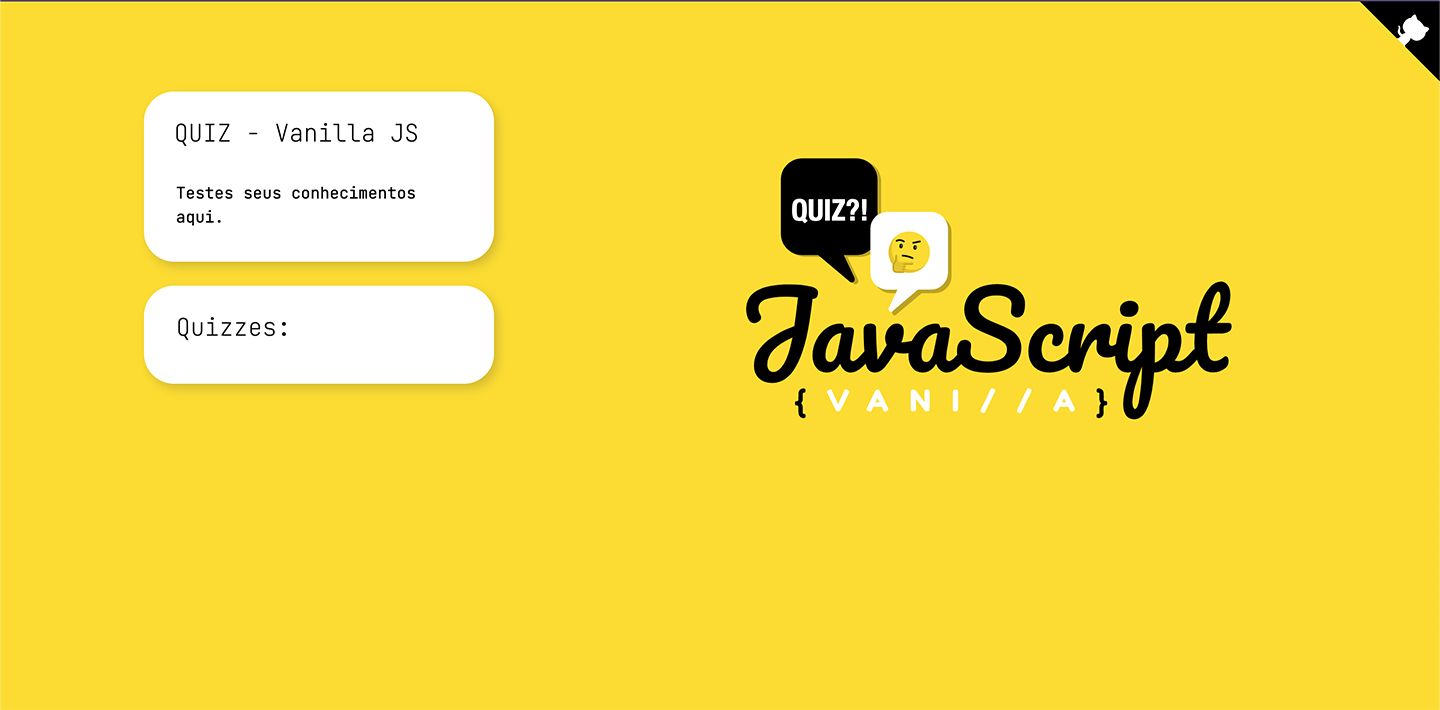 QUIZ - Vanilla JS
Testes seus conhecimentos
aqui.
Quizzes:
QUIZ?!
JavaScript
{ VANI//A }